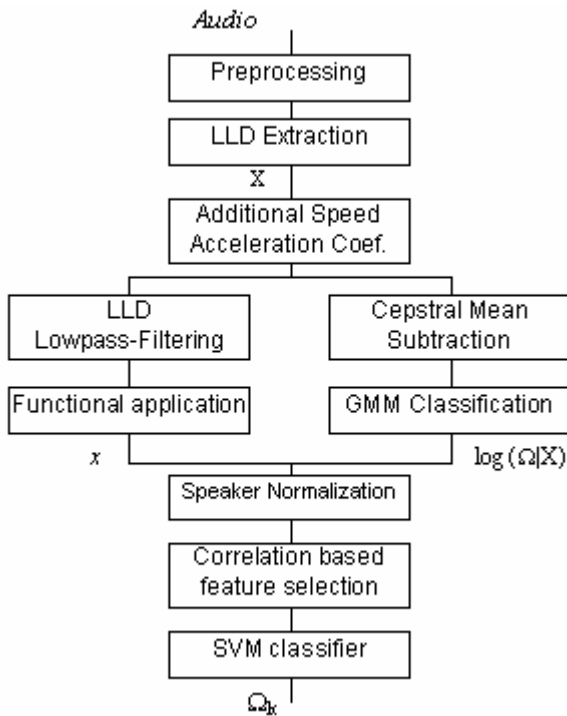 Audio
Preprocessing
LLD Extraction
X
Additional Speed
Acceleration Coef.
LLD
Lowpass-Filtering
Cepstral Mean
Subtraction
Functional application
GMM Classification
x
log (Ω|X)
Speaker Normalization
Correlation based
feature selection
SVM classifier
Ωk